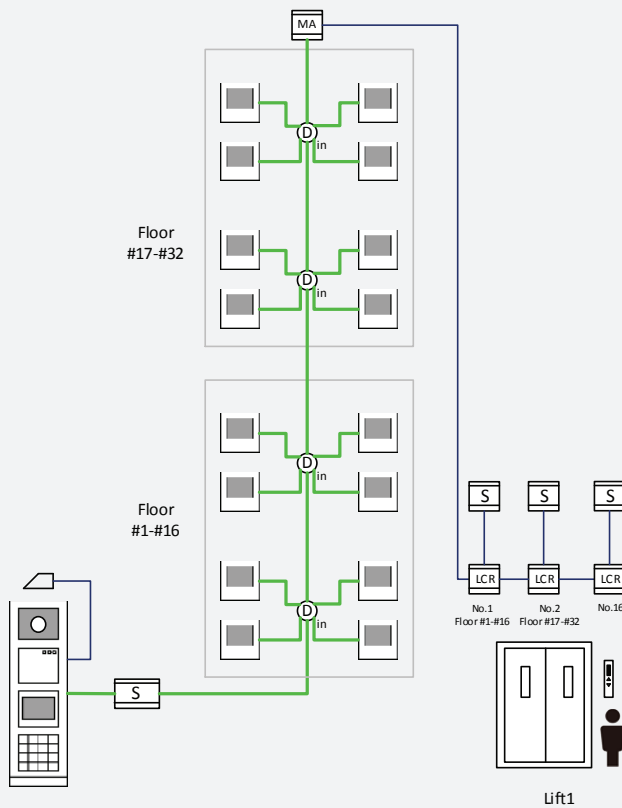 MA
D
in
Floor
#17-#32
D
in
D
in
Floor
#1-#16
D
in
S
S
S
S
LCR
LCR
LCR
No.1
Floor #1-#16
No.2
Floor #17-#32
No.16
Lift1